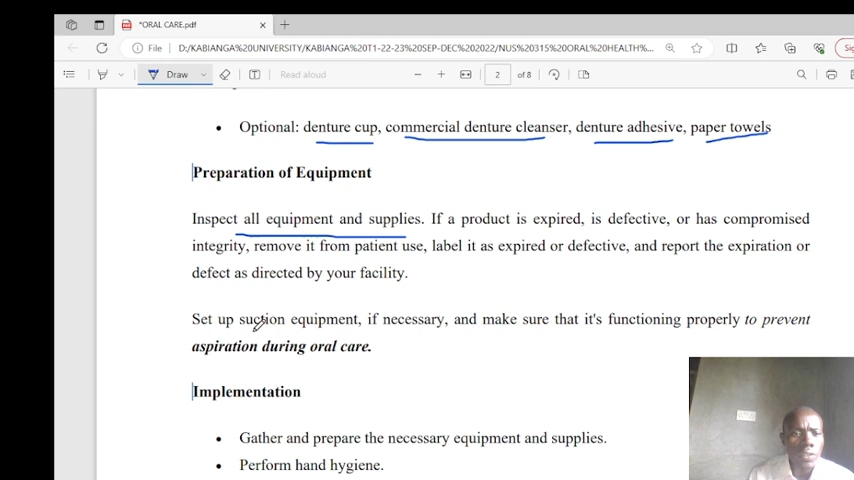 *ORAL CARE.pdf
File D:/KABIANGA%20UNIVERSITY/KABIANGA%20T1-22-23%20SEP-DEC%202022/NUS%20315%20ORAL%20HEALTH%...
Draw Read aloud 2 of 8
• Optional: denture cup, commercial denture cleanser, denture adhesive, paper towels
Preparation of Equipment
Inspect all equipment and supplies. If a product is expired, is defective, or has compromised
integrity, remove it from patient use, label it as expired or defective, and report the expiration or
defect as directed by your facility.
Set up suction equipment, if necessary, and make sure that it's functioning properly to prevent
aspiration during oral care.
Implementation
• Gather and prepare the necessary equipment and supplies.
• Perform hand hygiene.